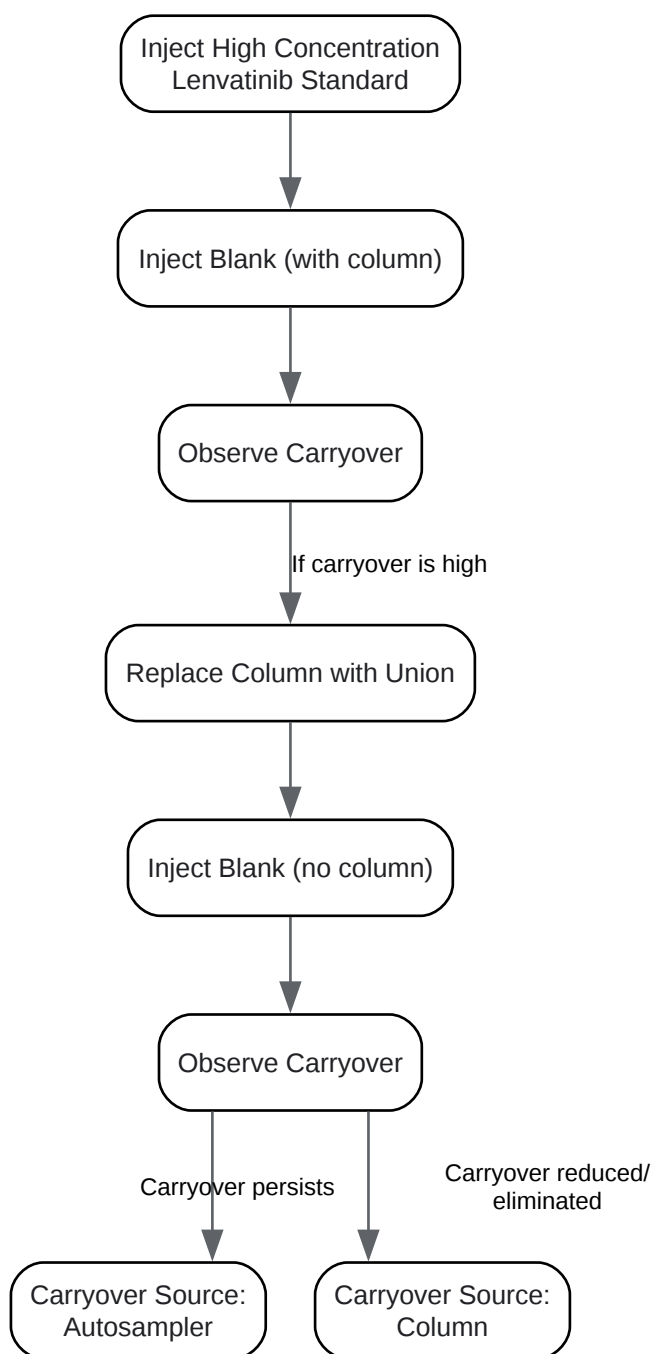 Inject High Concentration
Lenvatinib Standard
Inject Blank (with column)
Observe Carryover
If carryover is high
Replace Column with Union
Inject Blank (no column)
Observe Carryover
Carryover persists
Carryover reduced/
eliminated
Carryover Source:
Autosampler
Carryover Source:
Column